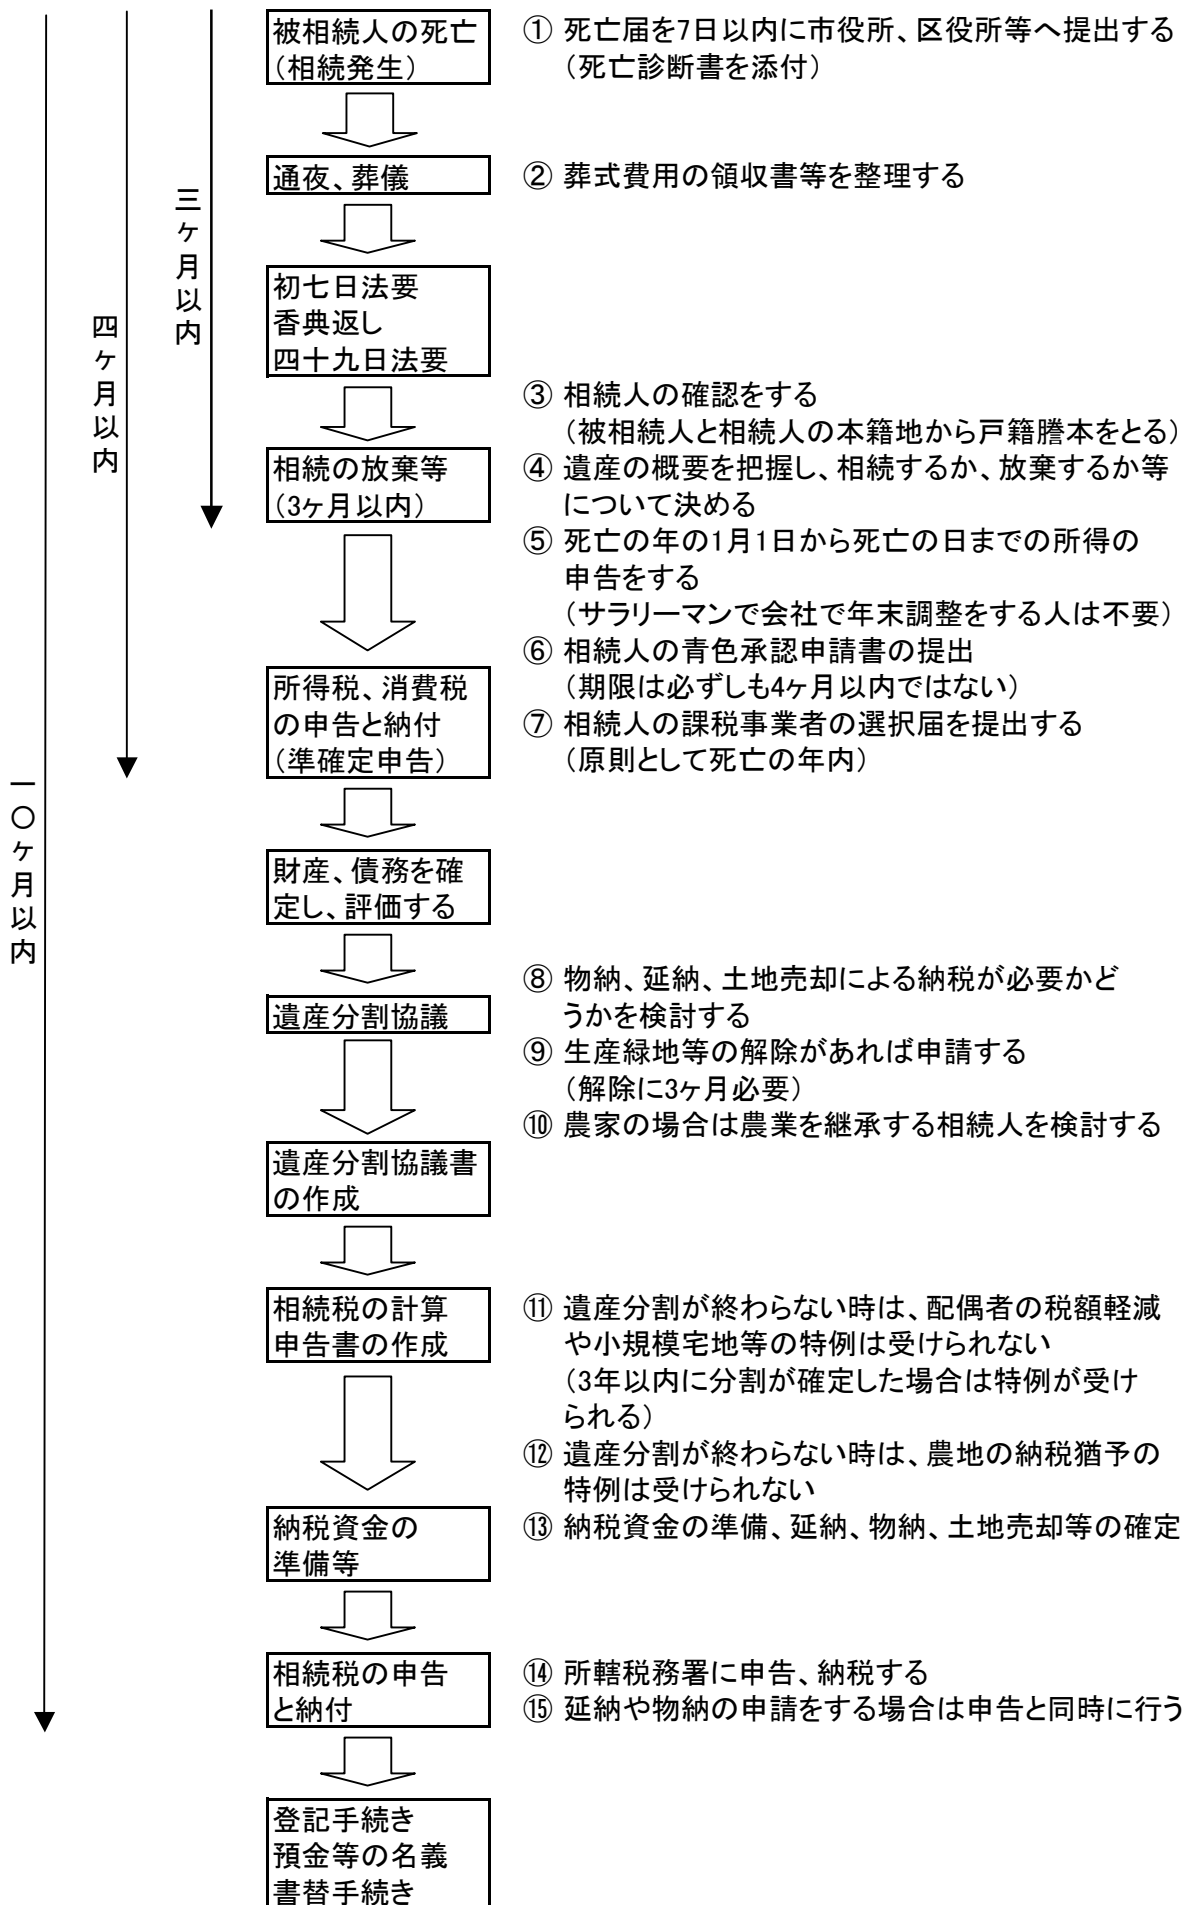 被相続人の死亡
（相続発生）
① 死亡届を7日以内に市役所、区役所等へ提出する
（死亡診断書を添付）
通夜、葬儀
② 葬式費用の領収書等を整理する
三ヶ月以内
四ヶ月以内
一〇ヶ月以内
初七日法要
香典返し
四十九日法要
③ 相続人の確認をする
（被相続人と相続人の本籍地から戸籍謄本をとる）
相続の放棄等
（3ヶ月以内）
④ 遺産の概要を把握し、相続するか、放棄するか等
について決める
⑤ 死亡の年の1月1日から死亡の日までの所得の
申告をする
（サラリーマンで会社で年末調整をする人は不要）
⑥ 相続人の青色承認申請書の提出
（期限は必ずしも4ヶ月以内ではない）
所得税、消費税
の申告と納付
（準確定申告）
⑦ 相続人の課税事業者の選択届を提出する
（原則として死亡の年内）
財産、債務を確
定し、評価する
遺産分割協議
⑧ 物納、延納、土地売却による納税が必要かど
うかを検討する
⑨ 生産緑地等の解除があれば申請する
（解除に3ヶ月必要）
⑩ 農家の場合は農業を継承する相続人を検討する
遺産分割協議書
の作成
相続税の計算
申告書の作成
⑪ 遺産分割が終わらない時は、配偶者の税額軽減
や小規模宅地等の特例は受けられない
（3年以内に分割が確定した場合は特例が受け
られる）
⑫ 遺産分割が終わらない時は、農地の納税猶予の
特例は受けられない
納税資金の
準備等
⑬ 納税資金の準備、延納、物納、土地売却等の確定
相続税の申告
と納付
⑭ 所轄税務署に申告、納税する
⑮ 延納や物納の申請をする場合は申告と同時に行う
登記手続き
預金等の名義
書替手続き